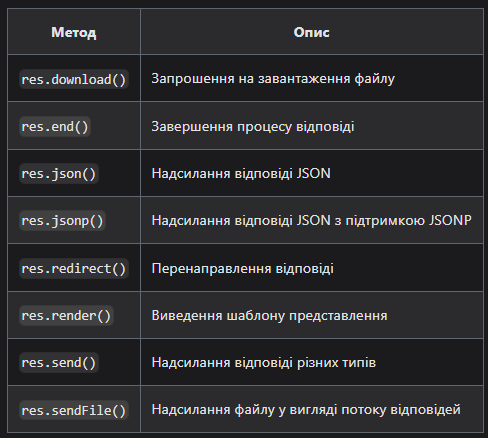 Метод Опис
res.download() Запрошення на завантаження файлу
res.end() Завершення процесу відповіді
res.json() Надсилання відповіді JSON
res.jsonp() Надсилання відповіді JSON з підтримкою JSONP
res.redirect() Перенаправлення відповіді
res.render() Виведення шаблону представлення
res.send() Надсилання відповіді різних типів
res.sendFile() Надсилання файлу у вигляді потоку відповідей